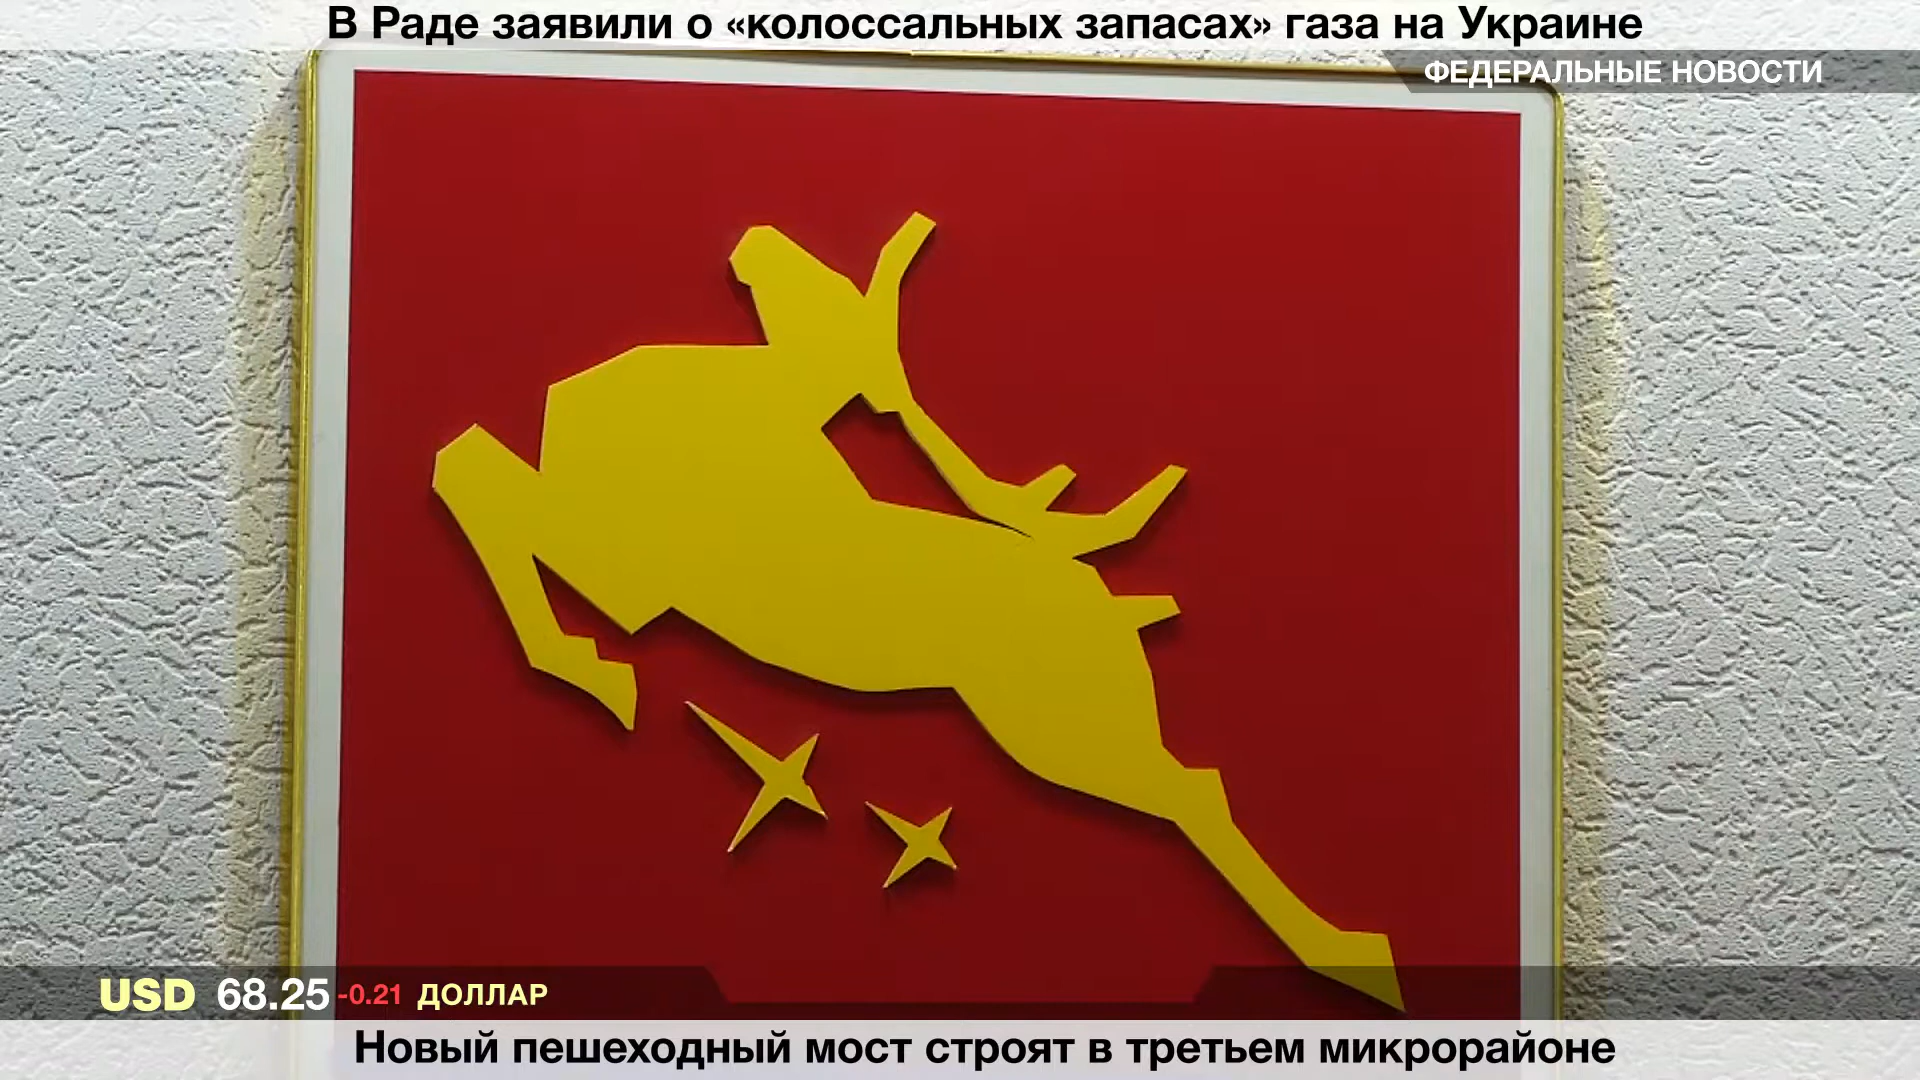 В Раде заявили о «колоссальных запасах» газа на Украине
ФЕДЕРАЛЬНЫЕ НОВОСТИ
USD 68.25 -0.21 ДОЛЛАР
Новый пешеходный мост строят в третьем микрорайоне